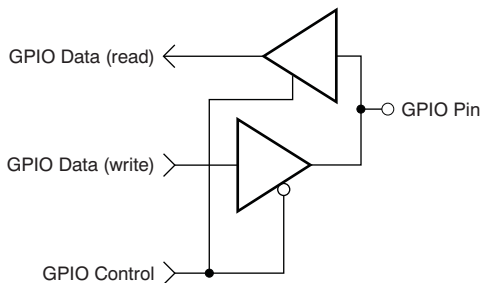 GPIO Data (read)
GPIO Pin
GPIO Data (write)
GPIO Control